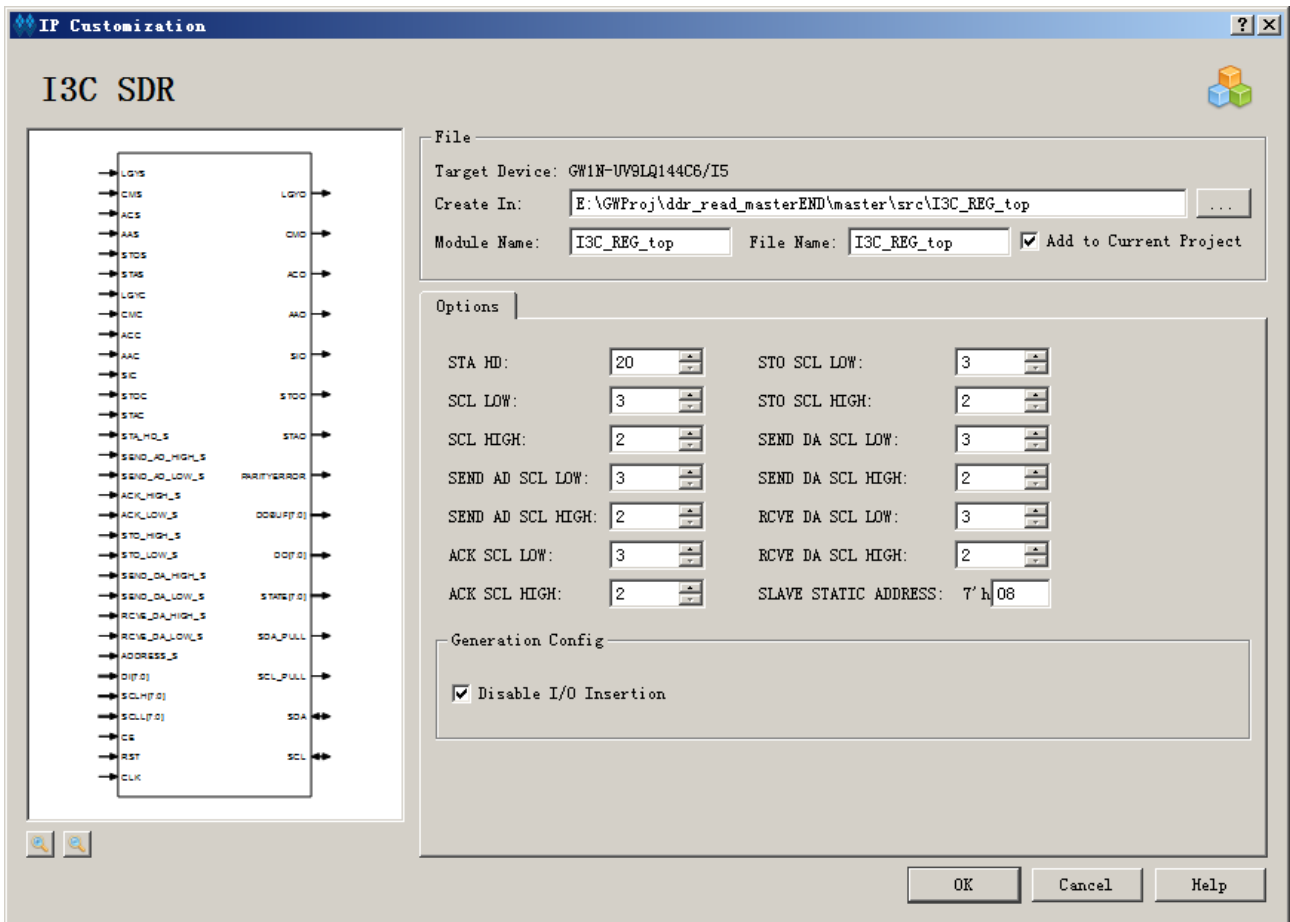 IP Customization
I3C SDR
LGYS
CMS
LGYO
ACS
AAS
CMO
STOS
STAS
ACO
LGYC
CMC
AAO
ACC
AAC
SIO
SIC
STOC
STOO
STAC
STA_HD_S
STAO
SEND_AD_HIGH_S
SEND_AD_LOW_S
PARITYERROR
ACK_HIGH_S
ACK_LOW_S
DOBUF[7:0]
STO_HIGH_S
STO_LOW_S
DO[7:0]
SEND_DA_HIGH_S
SEND_DA_LOW_S
STATE[7:0]
RCVE_DA_HIGH_S
RCVE_DA_LOW_S
SDA_PULL
ADDRESS_S
DI[7:0]
SCL_PULL
SCLH[7:0]
SCLL[7:0]
SDA
CE
RST
SCL
CLK
File
Target Device: GW1N-UV9LQ144C6/I5
Create In: E:\GWProj\ddr_read_masterEND\master\src\I3C_REG_top ...
Module Name: I3C_REG_top File Name: I3C_REG_top Add to Current Project
Options
STA HD: 20 STO SCL LOW: 3
SCL LOW: 3 STO SCL HIGH: 2
SCL HIGH: 2 SEND DA SCL LOW: 3
SEND AD SCL LOW: 3 SEND DA SCL HIGH: 2
SEND AD SCL HIGH: 2 RCVE DA SCL LOW: 3
ACK SCL LOW: 3 RCVE DA SCL HIGH: 2
ACK SCL HIGH: 2 SLAVE STATIC ADDRESS: 7'h 08
Generation Config
Disable I/O Insertion
OK Cancel Help